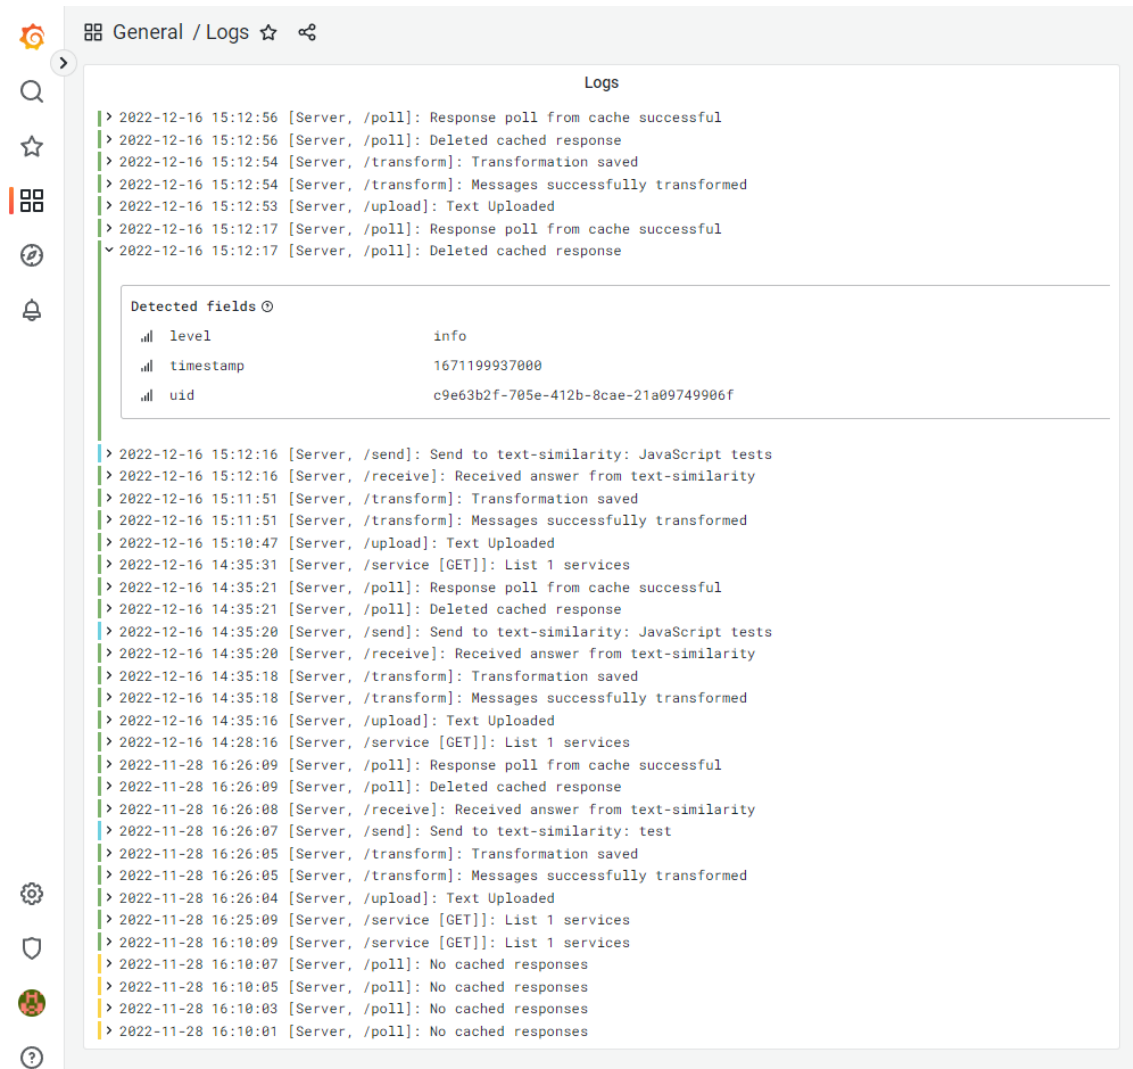 General / Logs
Logs
2022-12-16 15:12:56 [Server, /poll]: Response poll from cache successful
2022-12-16 15:12:56 [Server, /poll]: Deleted cached response
2022-12-16 15:12:54 [Server, /transform]: Transformation saved
2022-12-16 15:12:54 [Server, /transform]: Messages successfully transformed
2022-12-16 15:12:53 [Server, /upload]: Text Uploaded
2022-12-16 15:12:17 [Server, /poll]: Response poll from cache successful
2022-12-16 15:12:17 [Server, /poll]: Deleted cached response
Detected fields
level info
timestamp 1671199937000
uid c9e63b2f-705e-412b-8cae-21a09749906f
2022-12-16 15:12:16 [Server, /send]: Send to text-similarity: JavaScript tests
2022-12-16 15:12:16 [Server, /receive]: Received answer from text-similarity
2022-12-16 15:11:51 [Server, /transform]: Transformation saved
2022-12-16 15:11:51 [Server, /transform]: Messages successfully transformed
2022-12-16 15:10:47 [Server, /upload]: Text Uploaded
2022-12-16 14:35:31 [Server, /service [GET]]: List 1 services
2022-12-16 14:35:21 [Server, /poll]: Response poll from cache successful
2022-12-16 14:35:21 [Server, /poll]: Deleted cached response
2022-12-16 14:35:20 [Server, /send]: Send to text-similarity: JavaScript tests
2022-12-16 14:35:20 [Server, /receive]: Received answer from text-similarity
2022-12-16 14:35:18 [Server, /transform]: Transformation saved
2022-12-16 14:35:18 [Server, /transform]: Messages successfully transformed
2022-12-16 14:35:16 [Server, /upload]: Text Uploaded
2022-12-16 14:28:16 [Server, /service [GET]]: List 1 services
2022-11-28 16:26:09 [Server, /poll]: Response poll from cache successful
2022-11-28 16:26:09 [Server, /poll]: Deleted cached response
2022-11-28 16:26:08 [Server, /receive]: Received answer from text-similarity
2022-11-28 16:26:07 [Server, /send]: Send to text-similarity: test
2022-11-28 16:26:05 [Server, /transform]: Transformation saved
2022-11-28 16:26:05 [Server, /transform]: Messages successfully transformed
2022-11-28 16:26:04 [Server, /upload]: Text Uploaded
2022-11-28 16:25:09 [Server, /service [GET]]: List 1 services
2022-11-28 16:10:09 [Server, /service [GET]]: List 1 services
2022-11-28 16:10:07 [Server, /poll]: No cached responses
2022-11-28 16:10:05 [Server, /poll]: No cached responses
2022-11-28 16:10:03 [Server, /poll]: No cached responses
2022-11-28 16:10:01 [Server, /poll]: No cached responses